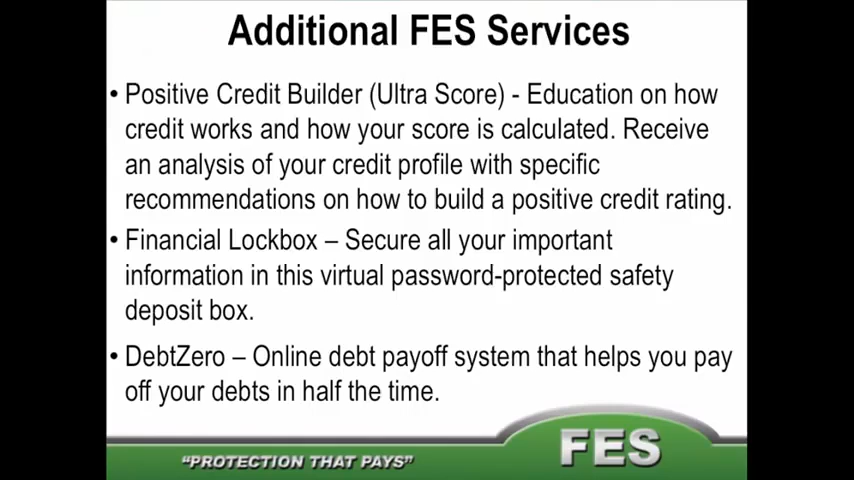 Additional FES Services
• Positive Credit Builder (Ultra Score) - Education on how
credit works and how your score is calculated. Receive
an analysis of your credit profile with specific
recommendations on how to build a positive credit rating.
• Financial Lockbox – Secure all your important
information in this virtual password-protected safety
deposit box.
• DebtZero – Online debt payoff system that helps you pay
off your debts in half the time.
"PROTECTION THAT PAYS"
FES